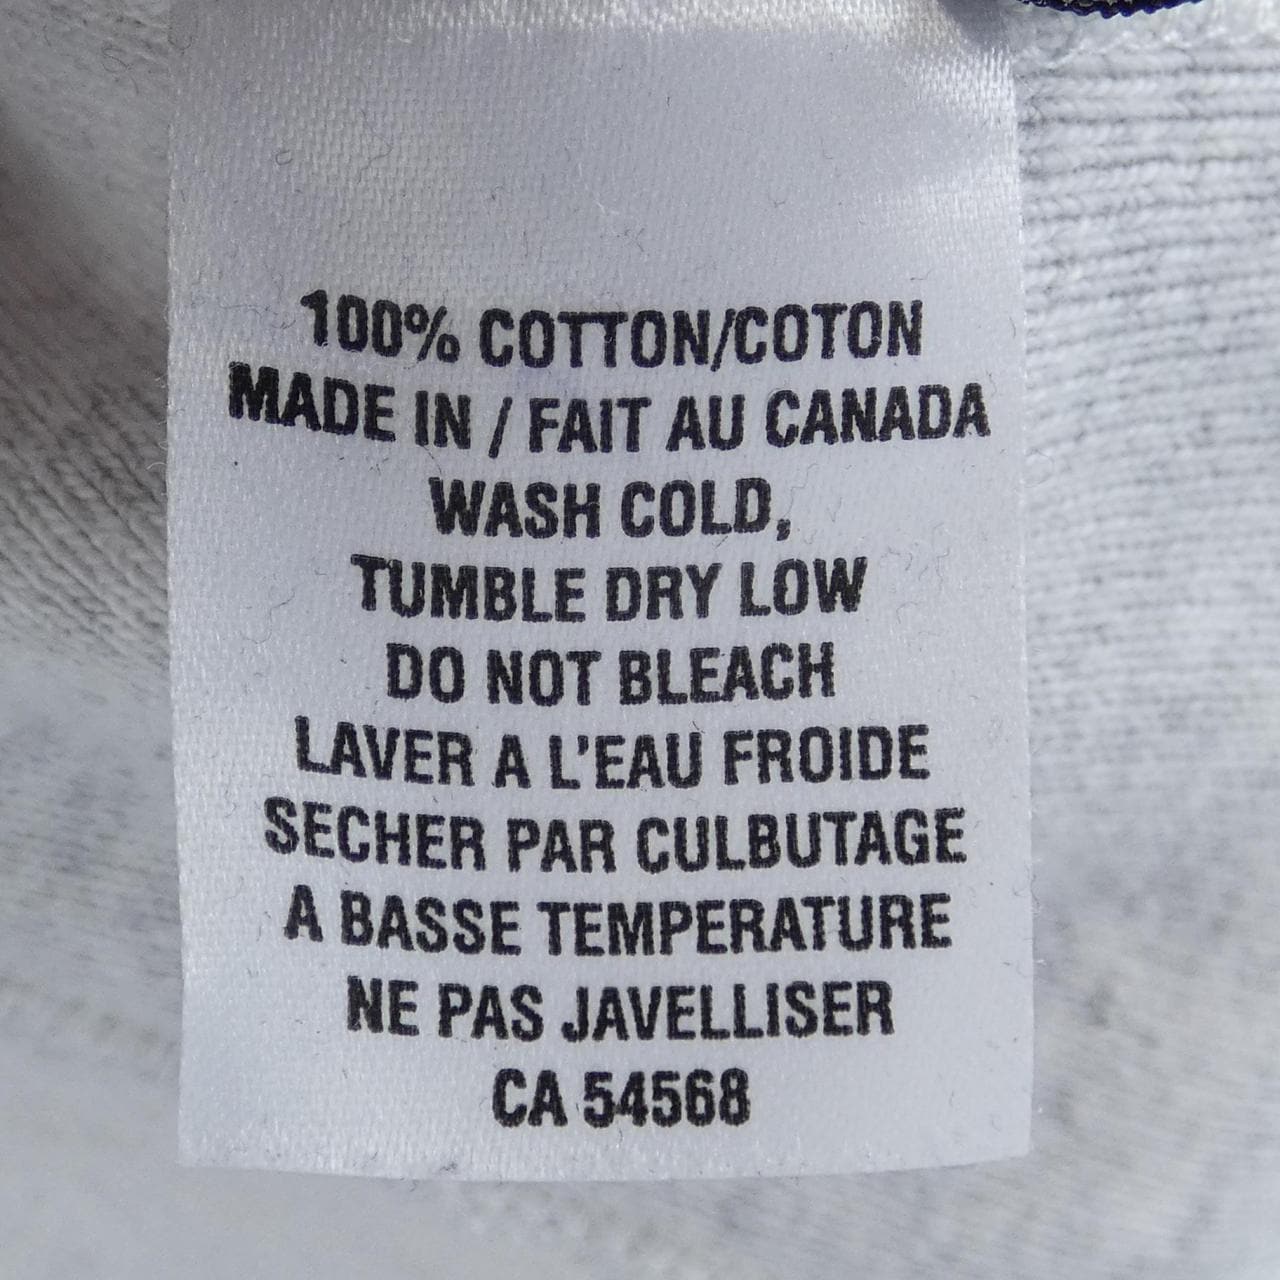 100% COTTON/COTON
MADE IN / FAIT AU CANADA
WASH COLD,
TUMBLE DRY LOW
DO NOT BLEACH
LAVER A L'EAU FROIDE
SECHER PAR CULBUTAGE
A BASSE TEMPERATURE
NE PAS JAVELLISER
CA 54568